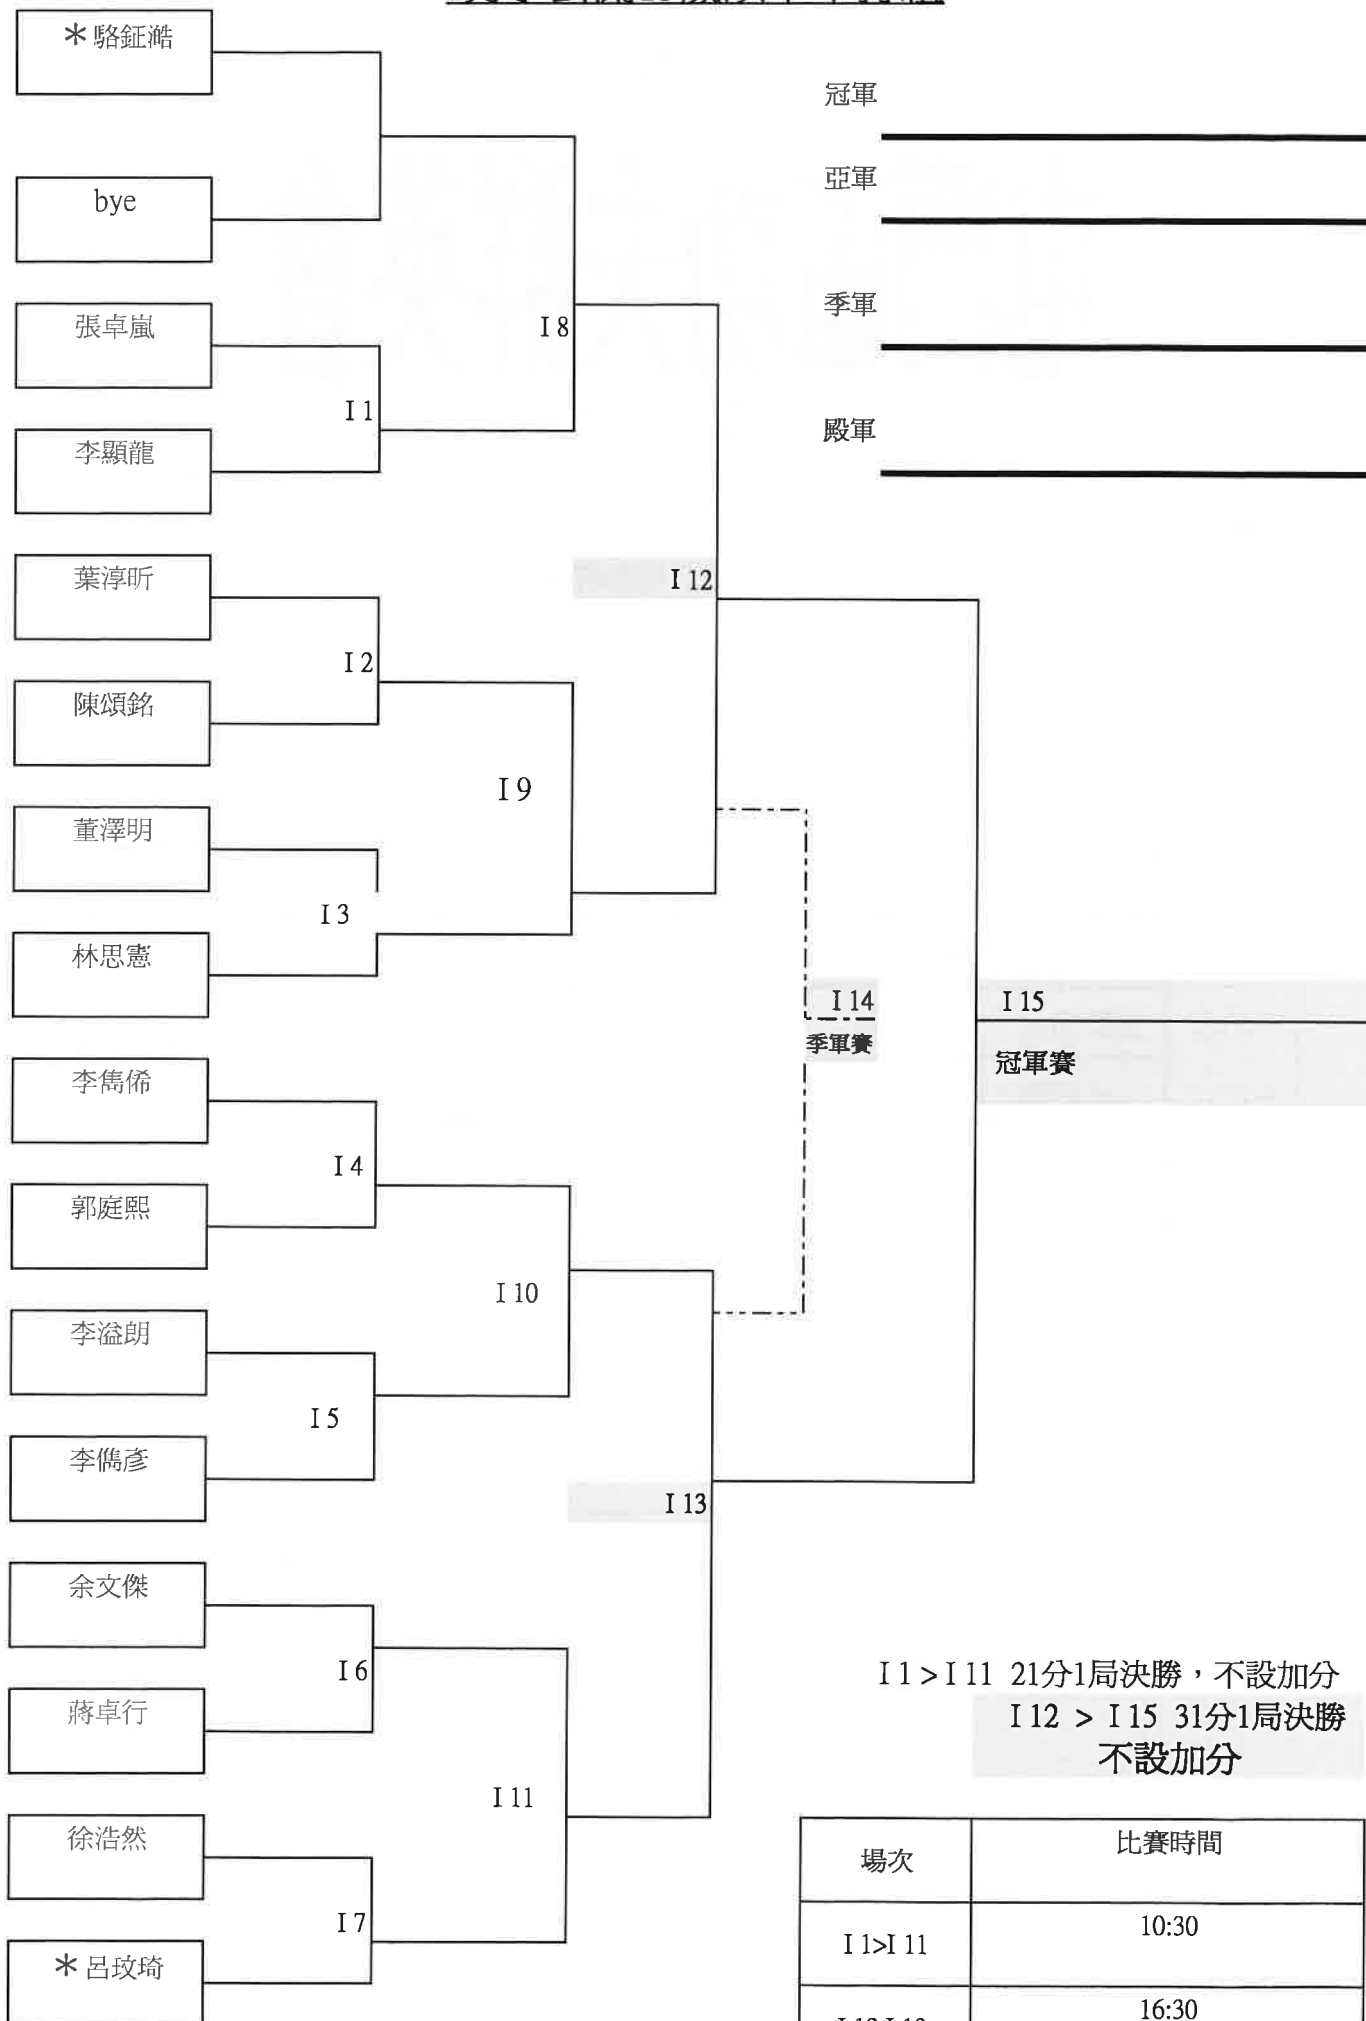 ＊駱鉦澔
冠軍
亞軍
bye
季軍
張卓嵐
I 8
I 1
殿軍
李顯龍
葉淳昕
I 12
I 2
陳頌銘
I 9
董澤明
I 3
林思憲
I 14
I 15
季軍賽
冠軍賽
李雋俙
I 4
郭庭熙
I 10
李溢朗
I 5
李儁彥
I 13
余文傑
I 6
I 1 > I 11 21分1局決勝，不設加分
蔣卓行
I 12 > I 15 31分1局決勝
不設加分
I 11
徐浩然
場次
比賽時間
I 7
I 1>I 11
10:30
＊呂玟琦
16:30